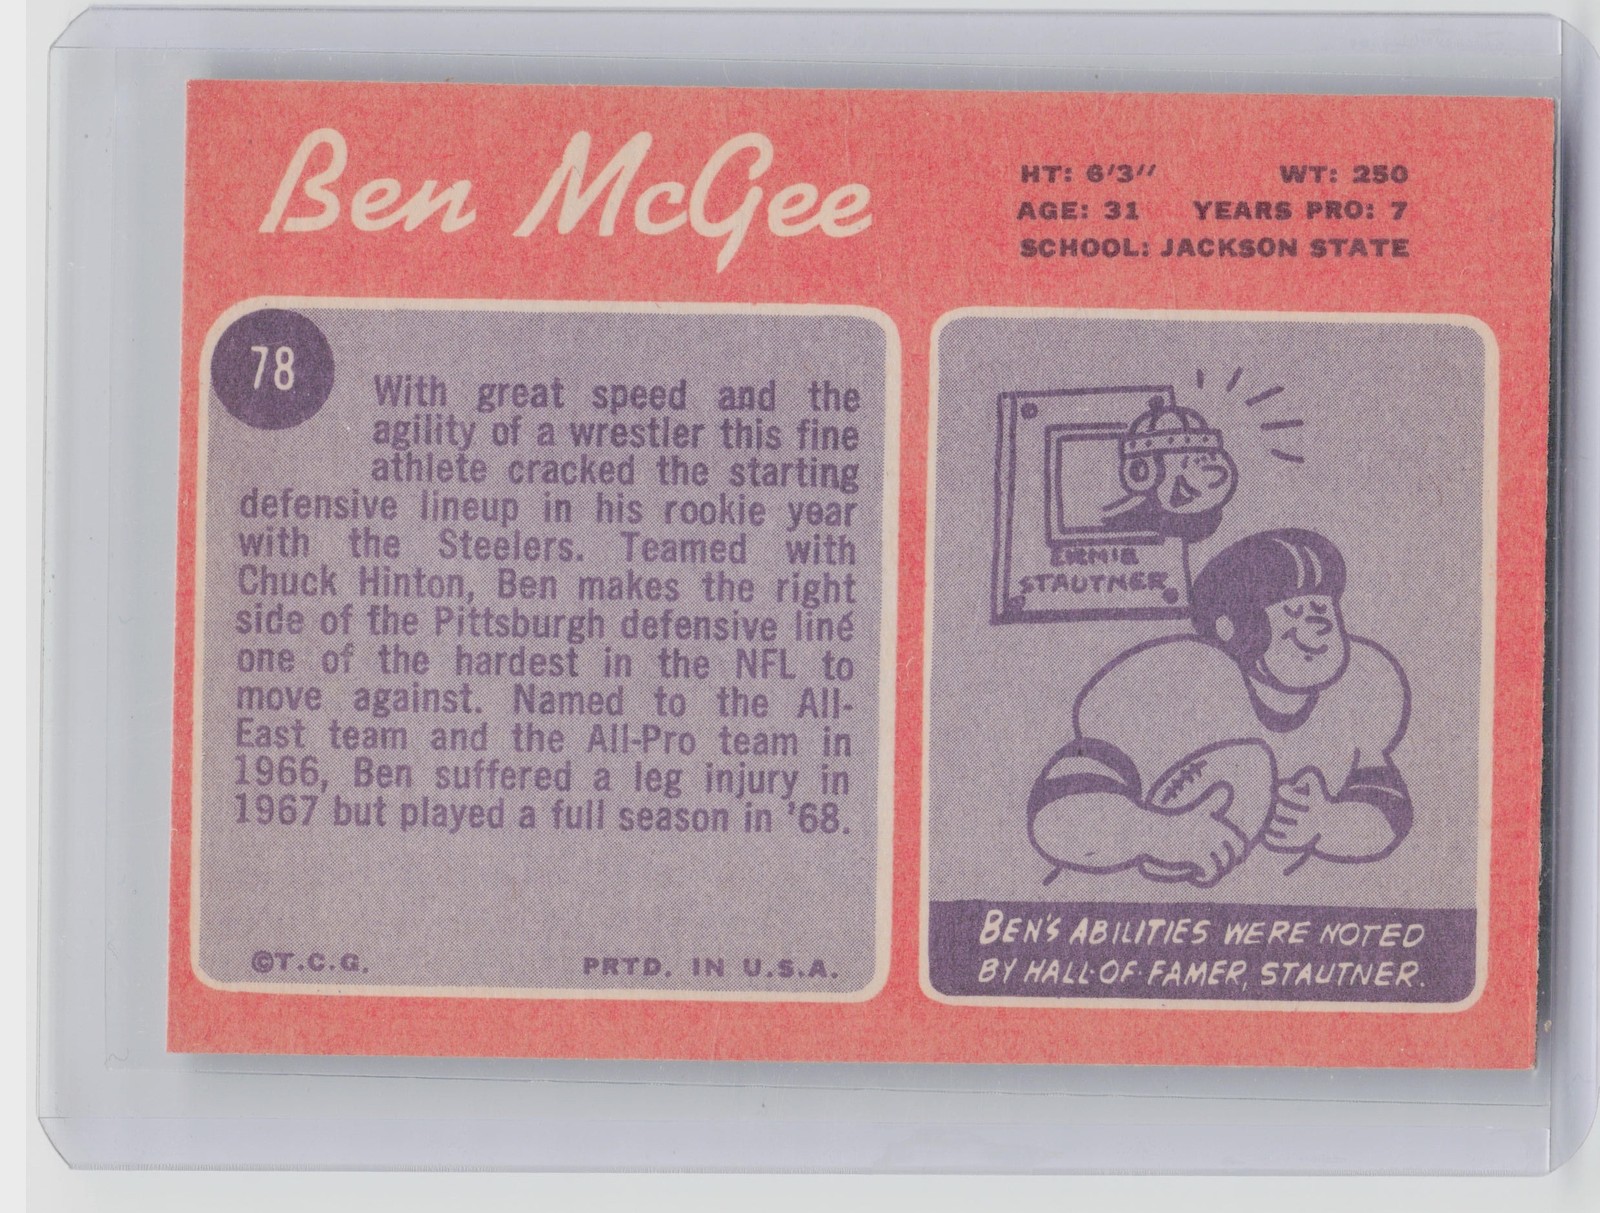 Ben McGee
HT: 6'3" WT: 250
AGE: 31 YEARS PRO: 7
SCHOOL: JACKSON STATE
78
With great speed and the
agility of a wrestler this fine
athlete cracked the starting
defensive lineup in his rookie year
with the Steelers. Teamed with
Chuck Hinton, Ben makes the right
side of the Pittsburgh defensive line
one of the hardest in the NFL to
move against. Named to the All-
East team and the All-Pro team in
1966, Ben suffered a leg injury in
1967 but played a full season in '68.
©T.C.G. PRTD. IN U.S.A.
ERNIE
STAUTNER
BEN'S ABILITIES WERE NOTED
BY HALL-OF-FAMER, STAUTNER.